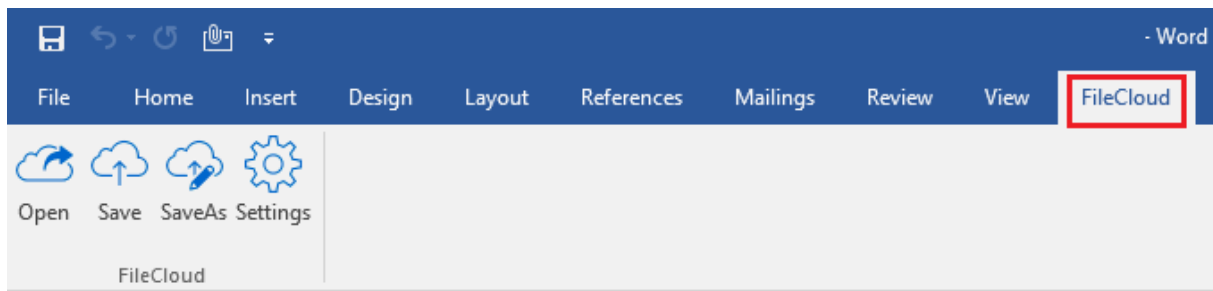 - Word
File Home Insert Design Layout References Mailings Review View FileCloud
Open Save SaveAs Settings
FileCloud